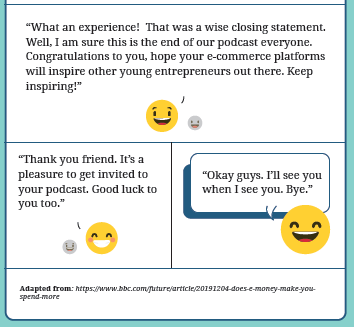 “What an experience!  That was a wise closing statement.
Well, I am sure this is the end of our podcast everyone.
Congratulations to you, hope your e-commerce platforms
will inspire other young entrepreneurs out there. Keep
inspiring!”
“Thank you friend. It’s a
pleasure to get invited to
your podcast. Good luck to
you too.”
“Okay guys. I’ll see you
when I see you. Bye.”
Adapted from: https://www.bbc.com/future/article/20191204-does-e-money-make-you-
spend-more